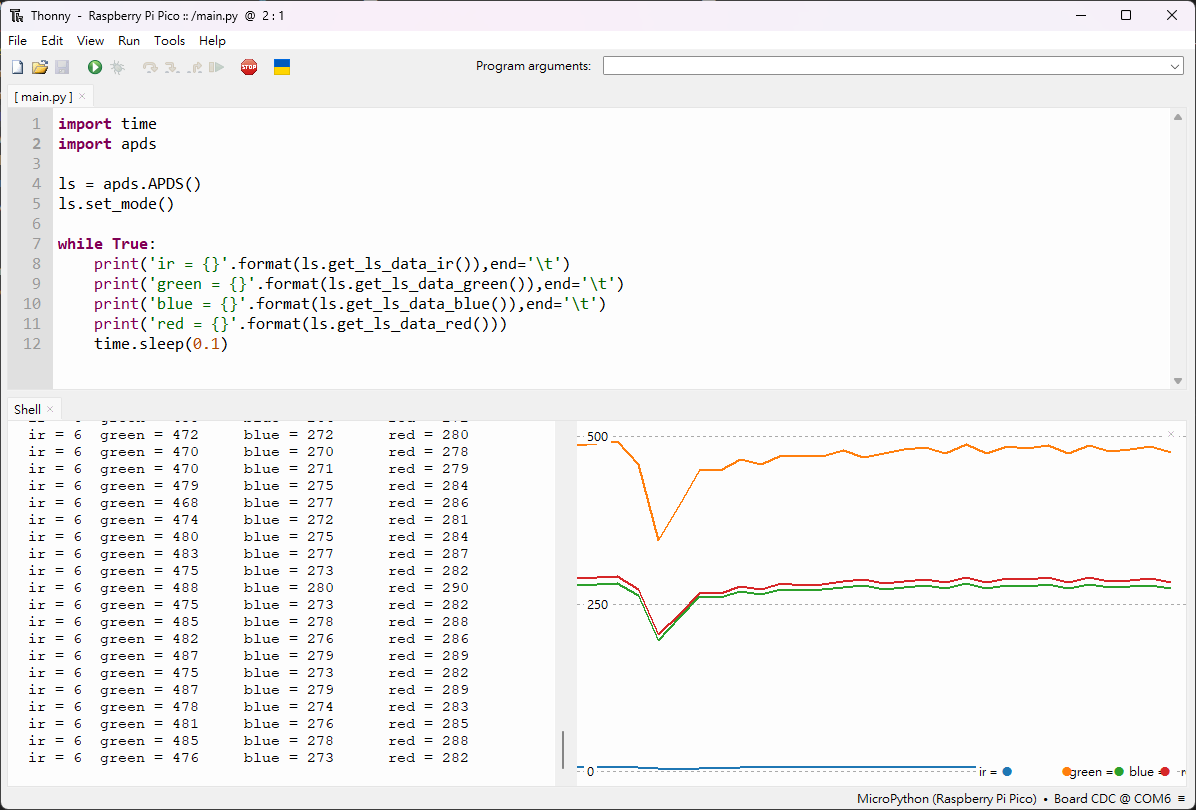 Thonny - Raspberry Pi Pico :: /main.py @ 2 : 1
File Edit View Run Tools Help
STOP
Program arguments:
[ main.py ] ×
1 import time
2 import apds
3
4 ls = apds.APDS()
5 ls.set_mode()
6
7 while True:
8 print('ir = {}'.format(ls.get_ls_data_ir()),end='\t')
9 print('green = {}'.format(ls.get_ls_data_green()),end='\t')
10 print('blue = {}'.format(ls.get_ls_data_blue()),end='\t')
11 print('red = {}'.format(ls.get_ls_data_red()))
12 time.sleep(0.1)
Shell ×
ir = 6 green = 472 blue = 272 red = 280
ir = 6 green = 470 blue = 270 red = 278
ir = 6 green = 470 blue = 271 red = 279
ir = 6 green = 479 blue = 275 red = 284
ir = 6 green = 468 blue = 277 red = 286
ir = 6 green = 474 blue = 272 red = 281
ir = 6 green = 480 blue = 275 red = 284
ir = 6 green = 483 blue = 277 red = 287
ir = 6 green = 475 blue = 273 red = 282
ir = 6 green = 488 blue = 280 red = 290
ir = 6 green = 475 blue = 273 red = 282
ir = 6 green = 485 blue = 278 red = 288
ir = 6 green = 482 blue = 276 red = 286
ir = 6 green = 487 blue = 279 red = 289
ir = 6 green = 475 blue = 273 red = 282
ir = 6 green = 487 blue = 279 red = 289
ir = 6 green = 478 blue = 274 red = 283
ir = 6 green = 481 blue = 276 red = 285
ir = 6 green = 485 blue = 278 red = 288
ir = 6 green = 476 blue = 273 red = 282
500
250
0
ir = green = blue = r
MicroPython (Raspberry Pi Pico) • Board CDC @ COM6 ≡